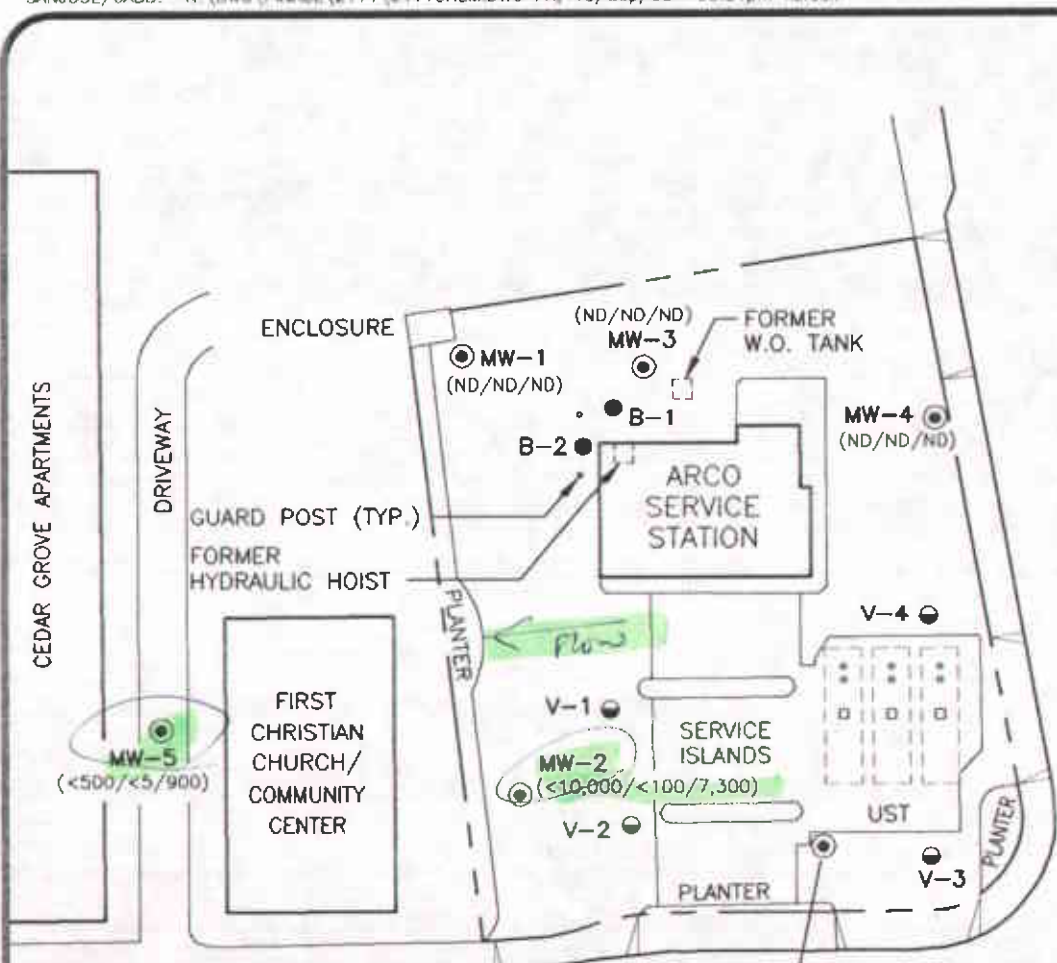 ENCLOSURE
(ND/ND/ND)
MW-3
FORMER
W.O. TANK
MW-1
(ND/ND/ND)
B-1
MW-4
(ND/ND/ND)
B-2
CEDAR GROVE APARTMENTS
DRIVEWAY
ARCO
SERVICE
STATION
GUARD POST (TYP.)
FORMER
HYDRAULIC HOIST
PLANTER
Flow
V-4
FIRST
CHRISTIAN
CHURCH/
COMMUNITY
CENTER
V-1
SERVICE
ISLANDS
MW-5
(<500/<5/900)
MW-2
(<10,000/<100/7,300)
V-2
UST
PLANTER
V-3
PLANTER